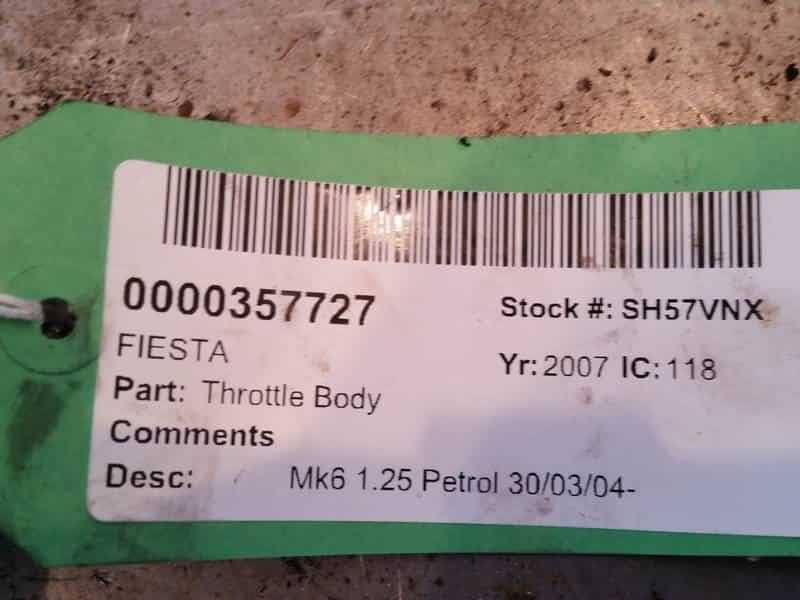 0000357727
Stock #: SH57VNX
FIESTA
Yr: 2007 IC: 118
Part: Throttle Body
Comments
Desc: Mk6 1.25 Petrol 30/03/04-